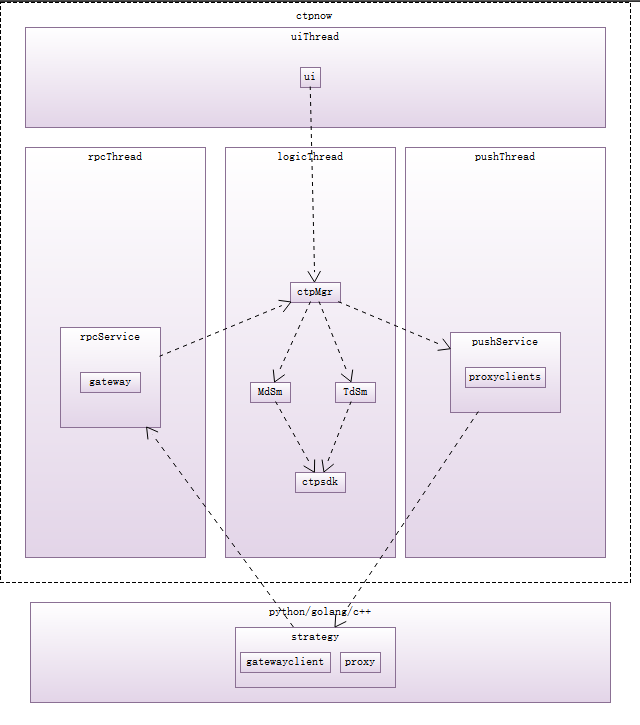 ctpnow
uiThread
ui
rpcThread
logicThread
pushThread
ctpMgr
rpcService
gateway
pushService
proxyclients
MdSm
TdSm
ctpsdk
python/golang/c++
strategy
gatewayclient
proxy